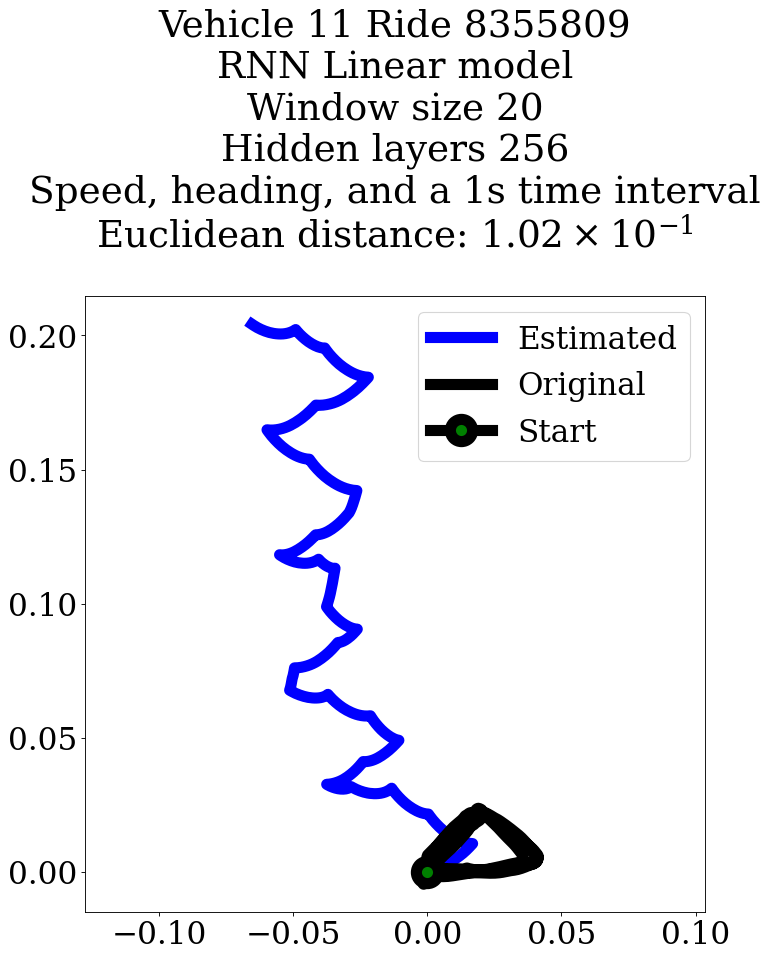 Vehicle 11 Ride 8355809
RNN Linear model
Window size 20
Hidden layers 256
Speed, heading, and a 1s time interval
Euclidean distance: 1.02 × 10⁻¹
Estimated
Original
Start
0.20
0.15
0.10
0.05
0.00
−0.10 −0.05 0.00 0.05 0.10